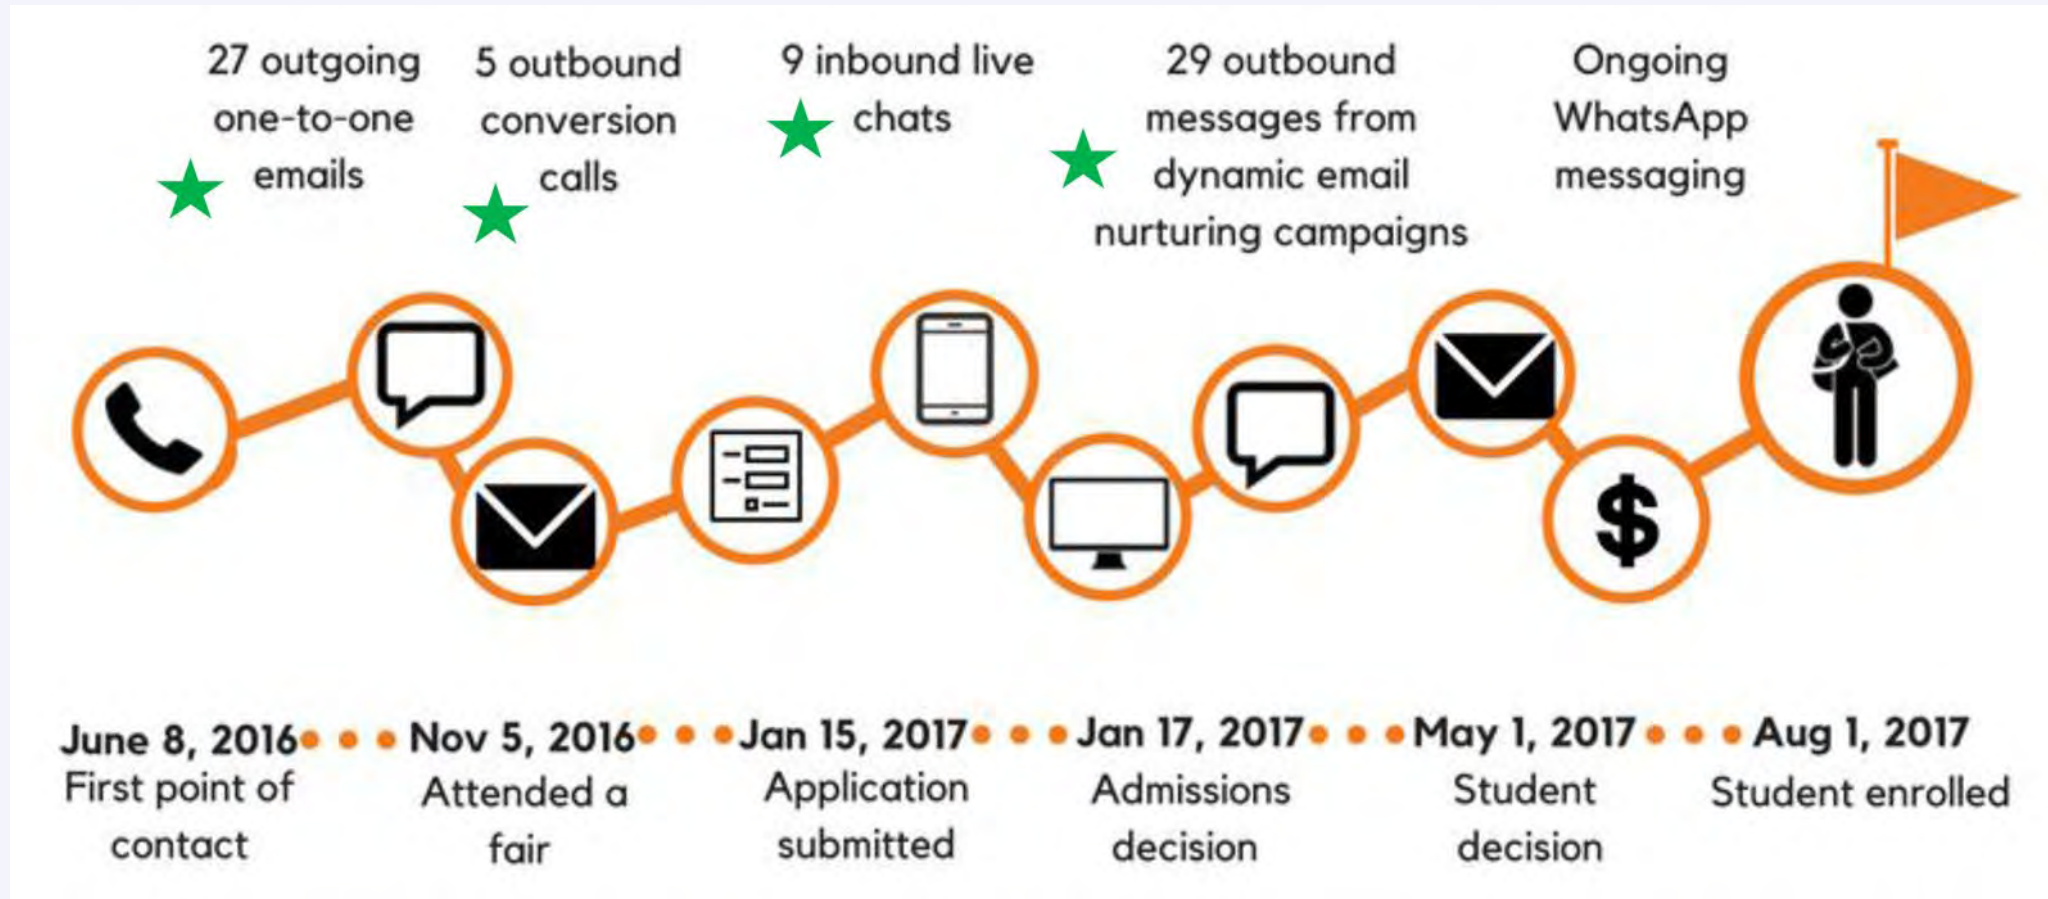 27 outgoing
one-to-one
emails
5 outbound
conversion
calls
9 inbound live
chats
29 outbound
messages from
dynamic email
nurturing campaigns
Ongoing
WhatsApp
messaging
$
June 8, 2016
First point of
contact
Nov 5, 2016
Attended a
fair
Jan 15, 2017
Application
submitted
Jan 17, 2017
Admissions
decision
May 1, 2017
Student
decision
Aug 1, 2017
Student enrolled